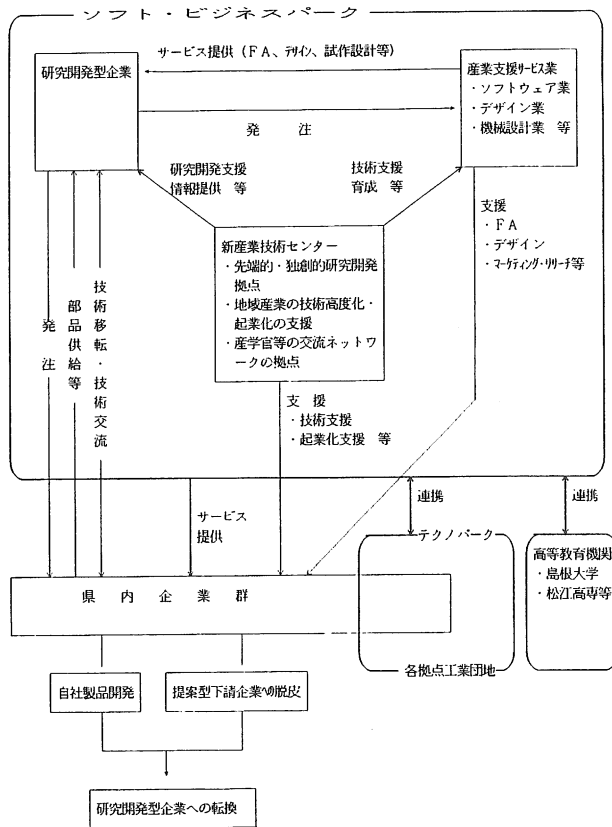 ソフト・ビジネスパーク
サービス提供(ＦＡ、デザイン、試作設計等)
研究開発型企業
発　注
産業支援サービス業
・ソフトウェア業
・デザイン業
・機械設計業　等
研究開発支援
情報提供　等
技術支援
育成　等
支援
・ＦＡ
・デザイン
・マーケティング・リサーチ等
新産業技術センター
・先端的・独創的研究開発
拠点
・地域産業の技術高度化・
起業化の支援
・産学官等の交流ネットワ
ークの拠点
発注
部品供給等
技術移転・技術交流
支　援
・技術支援
・起業化支援　等
サービス
提供
連携
連携
テクノパーク
高等教育機関
・島根大学
・松江高専等
県　内　企　業　群
各拠点工業団地
自社製品開発
提案型下請企業への脱皮
研究開発型企業への転換